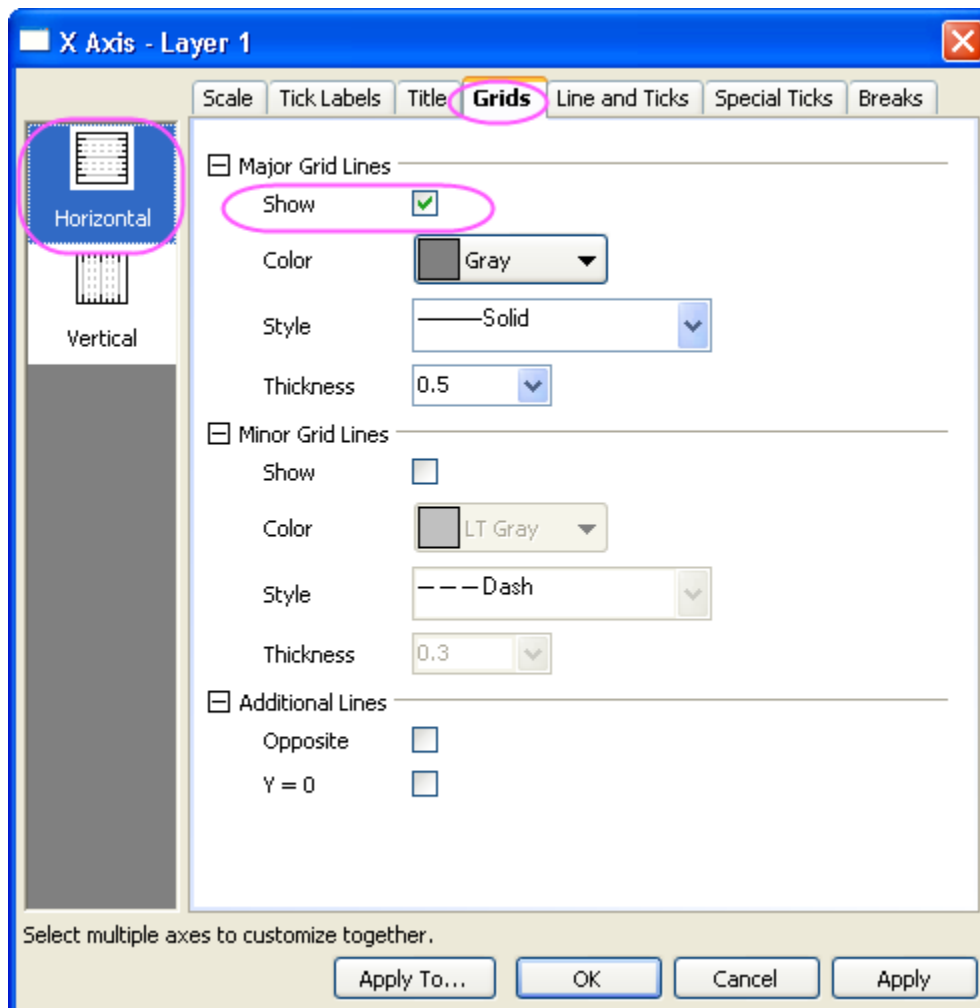 X Axis - Layer 1
Scale Tick Labels Title Grids Line and Ticks Special Ticks Breaks
Horizontal
Vertical
Major Grid Lines
Show
Color Gray
Style Solid
Thickness 0.5
Minor Grid Lines
Show
Color LT Gray
Style Dash
Thickness 0.3
Additional Lines
Opposite
Y = 0
Select multiple axes to customize together.
Apply To... OK Cancel Apply